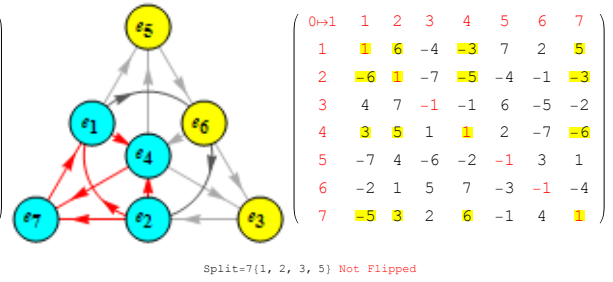 e5
e1
e6
e4
e7
e2
e3
0↦1 1 2 3 4 5 6 7
1 1 6 −4 −3 7 2 5
2 −6 1 −7 −5 −4 −1 −3
3 4 7 −1 −1 6 −5 −2
4 3 5 1 1 2 −7 −6
5 −7 4 −6 −2 −1 3 1
6 −2 1 5 7 −3 −1 −4
7 −5 3 2 6 −1 4 1
Split=7{1, 2, 3, 5} Not Flipped